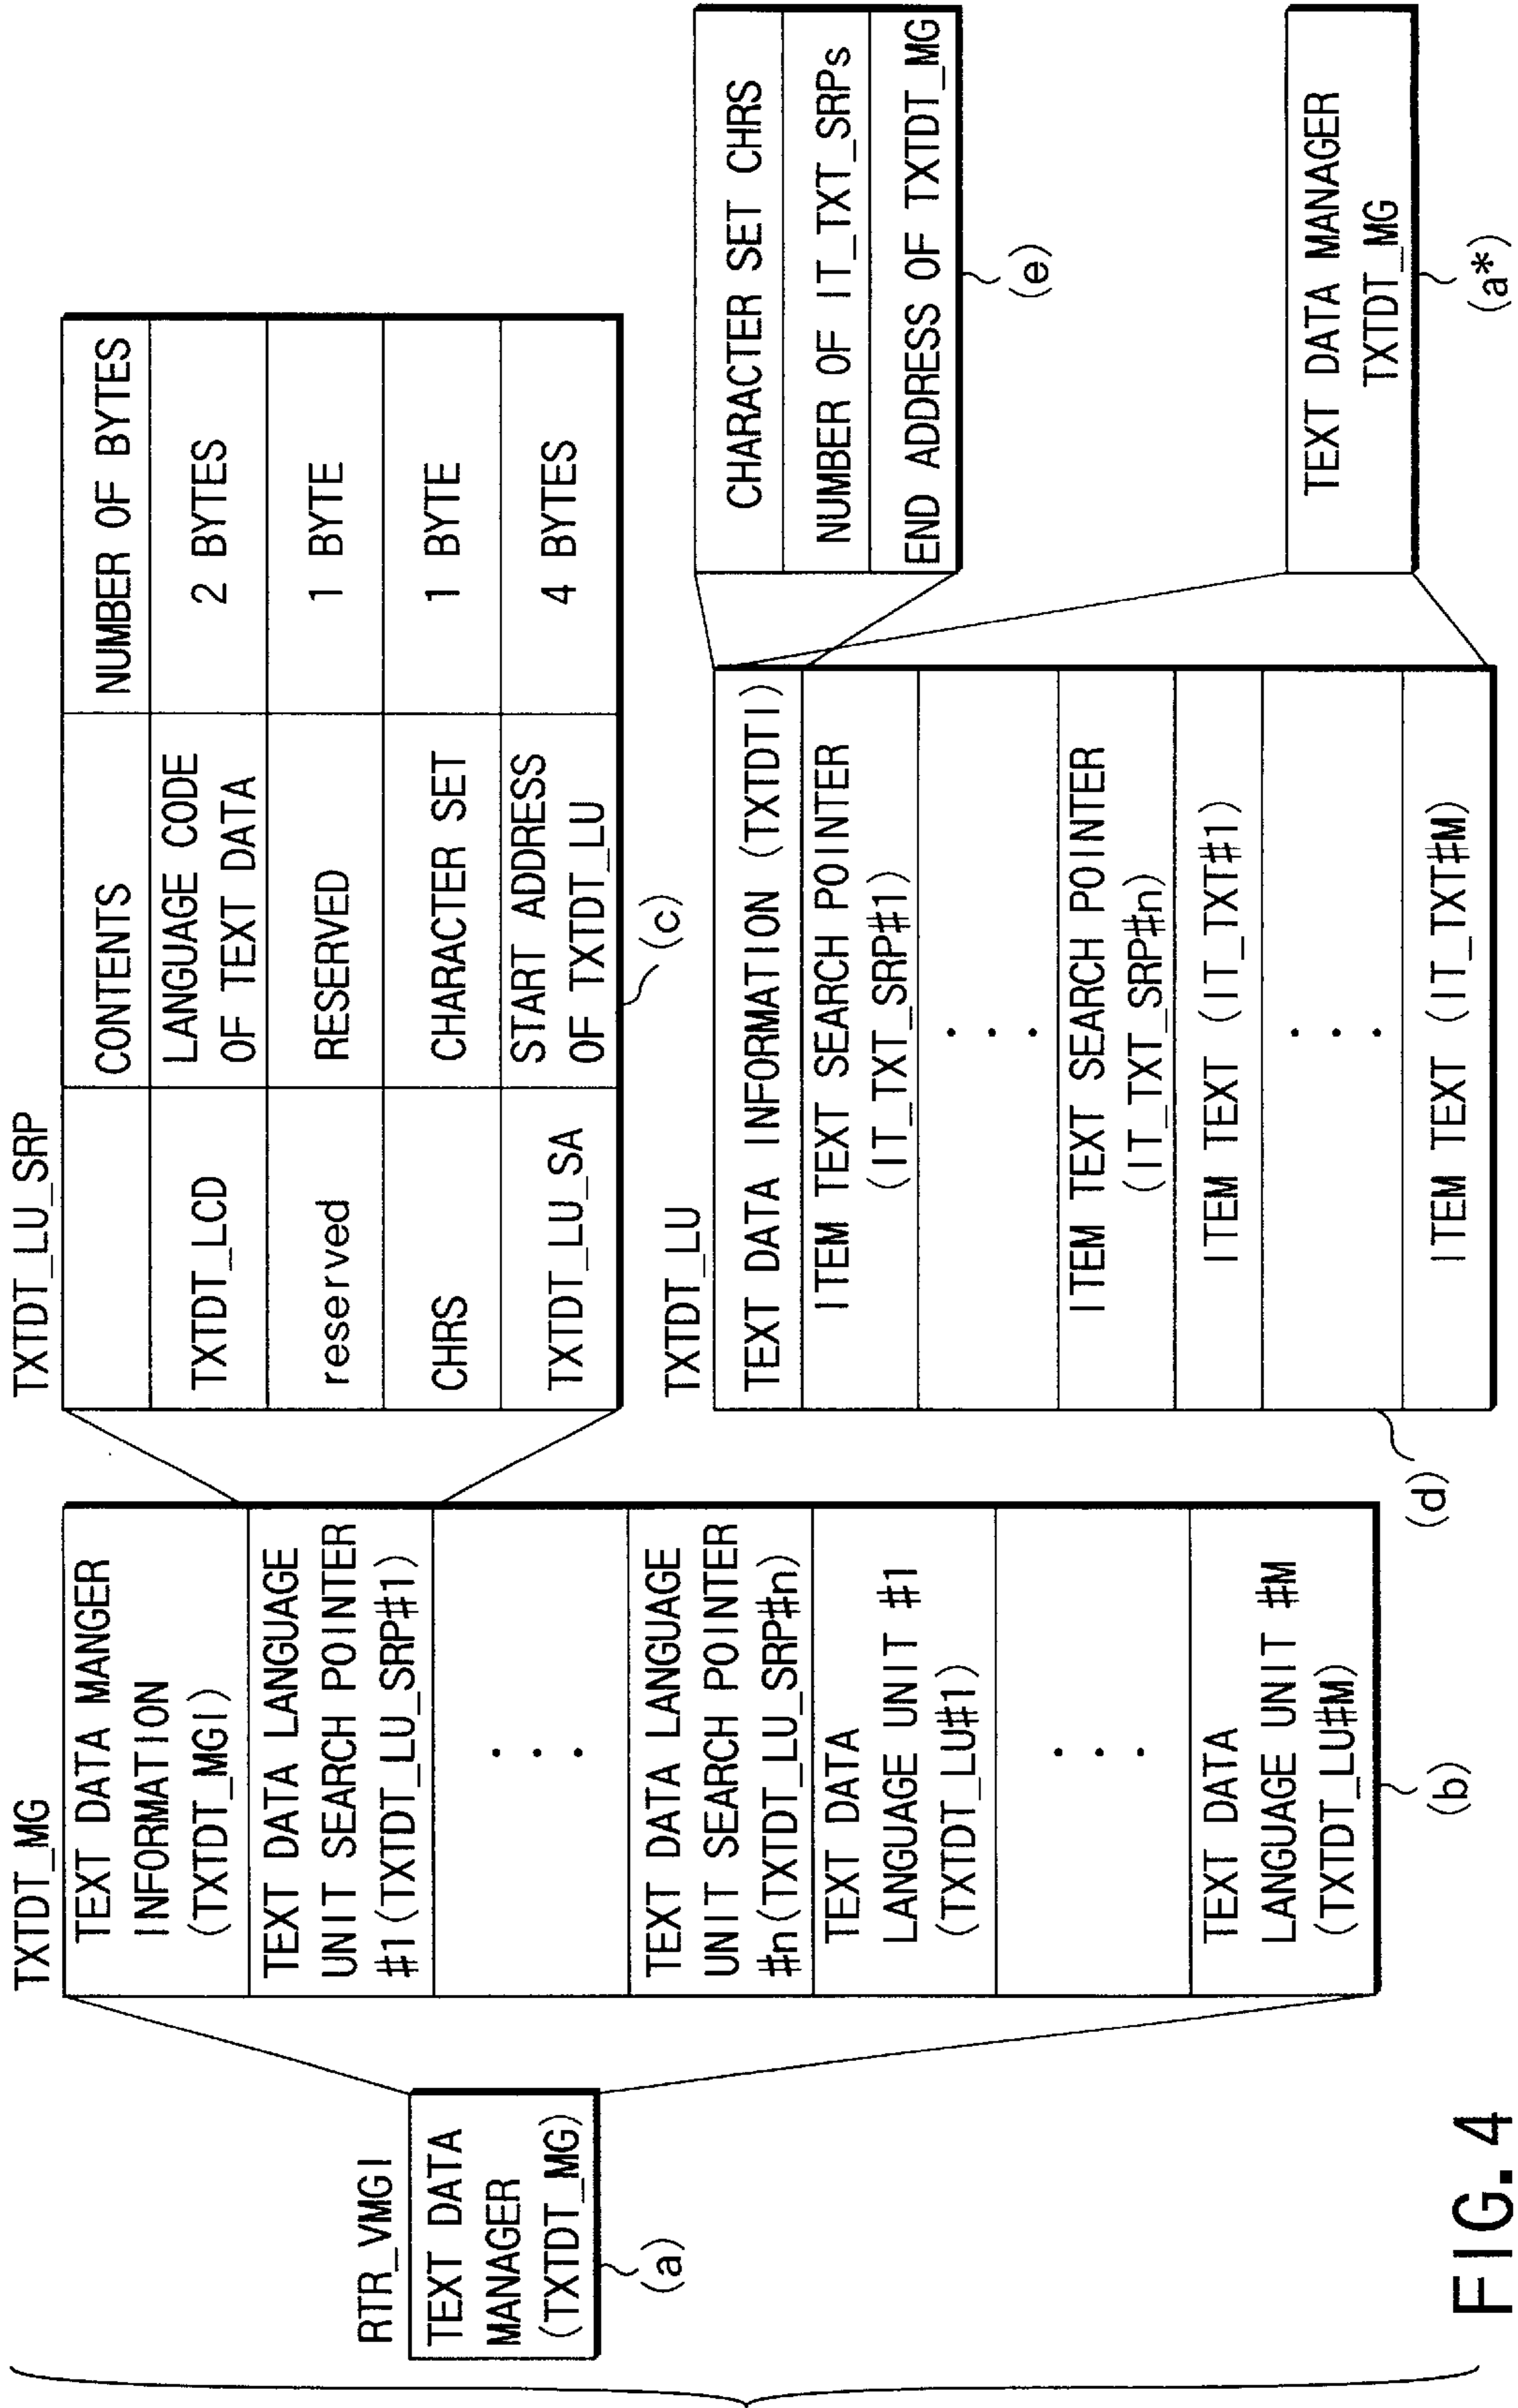 RTR_VMGI
TEXT DATA
MANAGER
(TXTDT_MG)
(a)
TXTDT_MG
TEXT DATA MANGER
INFORMATION
(TXTDT_MGI)
TEXT DATA LANGUAGE
UNIT SEARCH POINTER
#1(TXTDT_LU_SRP#1)
. . .
TEXT DATA LANGUAGE
UNIT SEARCH POINTER
#n(TXTDT_LU_SRP#n)
TEXT DATA
LANGUAGE UNIT #1
(TXTDT_LU#1)
. . .
TEXT DATA
LANGUAGE UNIT #M
(TXTDT_LU#M)
(b)
TXTDT_LU_SRP
CONTENTS NUMBER OF BYTES
TXTDT_LCD LANGUAGE CODE 2 BYTES
OF TEXT DATA
reserved RESERVED 1 BYTE
CHRS CHARACTER SET 1 BYTE
TXTDT_LU_SA START ADDRESS 4 BYTES
OF TXTDT_LU
(c)
TXTDT_LU
TEXT DATA INFORMATION (TXTDTI)
ITEM TEXT SEARCH POINTER
(IT_TXT_SRP#1)
. . .
ITEM TEXT SEARCH POINTER
(IT_TXT_SRP#n)
ITEM TEXT (IT_TXT#1)
. . .
ITEM TEXT (IT_TXT#M)
(d)
CHARACTER SET CHRS
NUMBER OF IT_TXT_SRPs
END ADDRESS OF TXTDT_MG
(e)
TEXT DATA MANAGER
TXTDT_MG
(a*)
FIG. 4